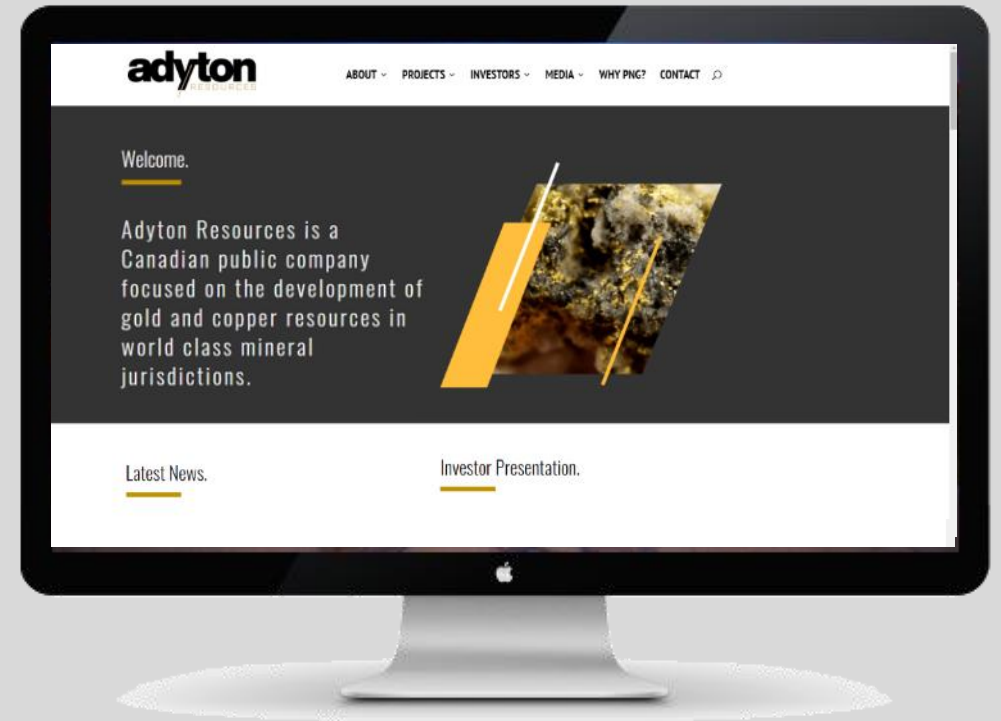 adyton
RESOURCES
ABOUT PROJECTS INVESTORS MEDIA WHY PNG? CONTACT
Welcome.
Adyton Resources is a
Canadian public company
focused on the development of
gold and copper resources in
world class mineral
jurisdictions.
Latest News.
Investor Presentation.